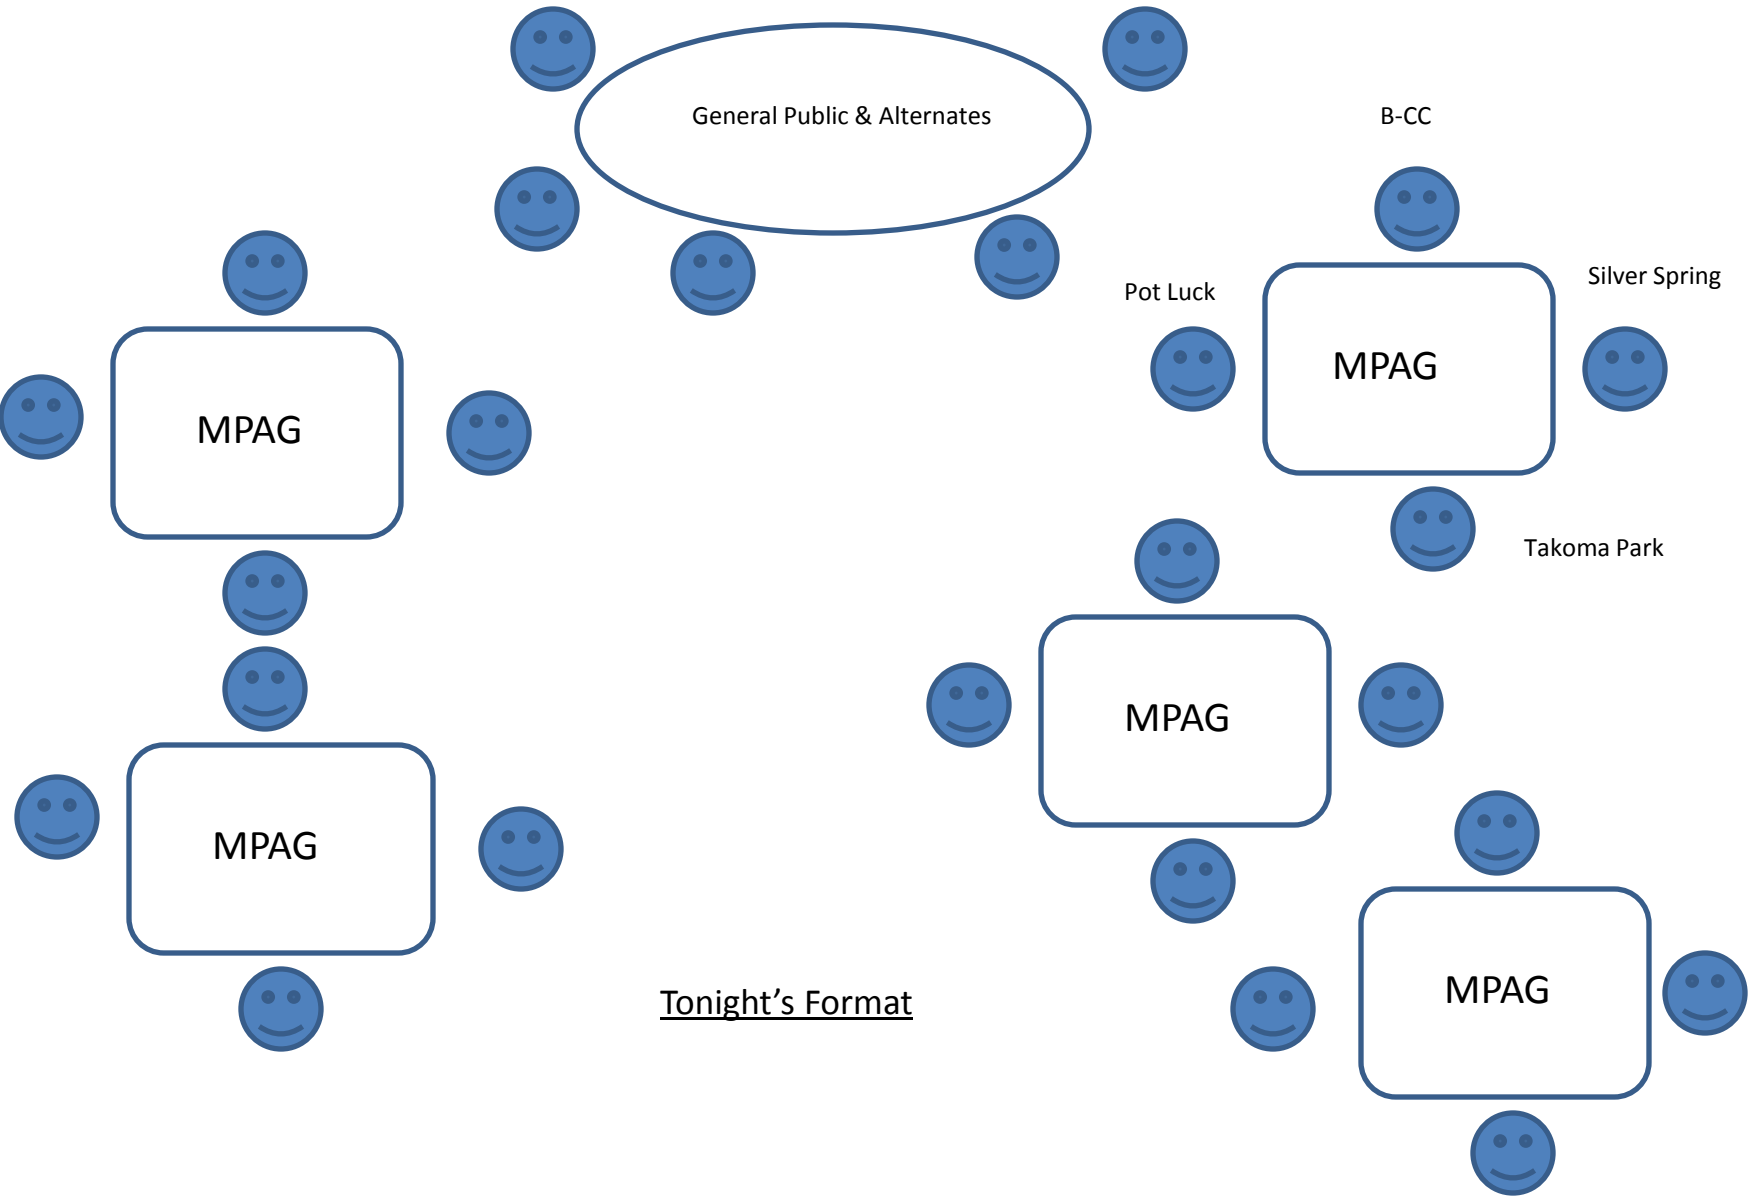 General Public & Alternates
B-CC
Silver Spring
Pot Luck
MPAG
MPAG
Takoma Park
MPAG
MPAG
MPAG
Tonight’s Format